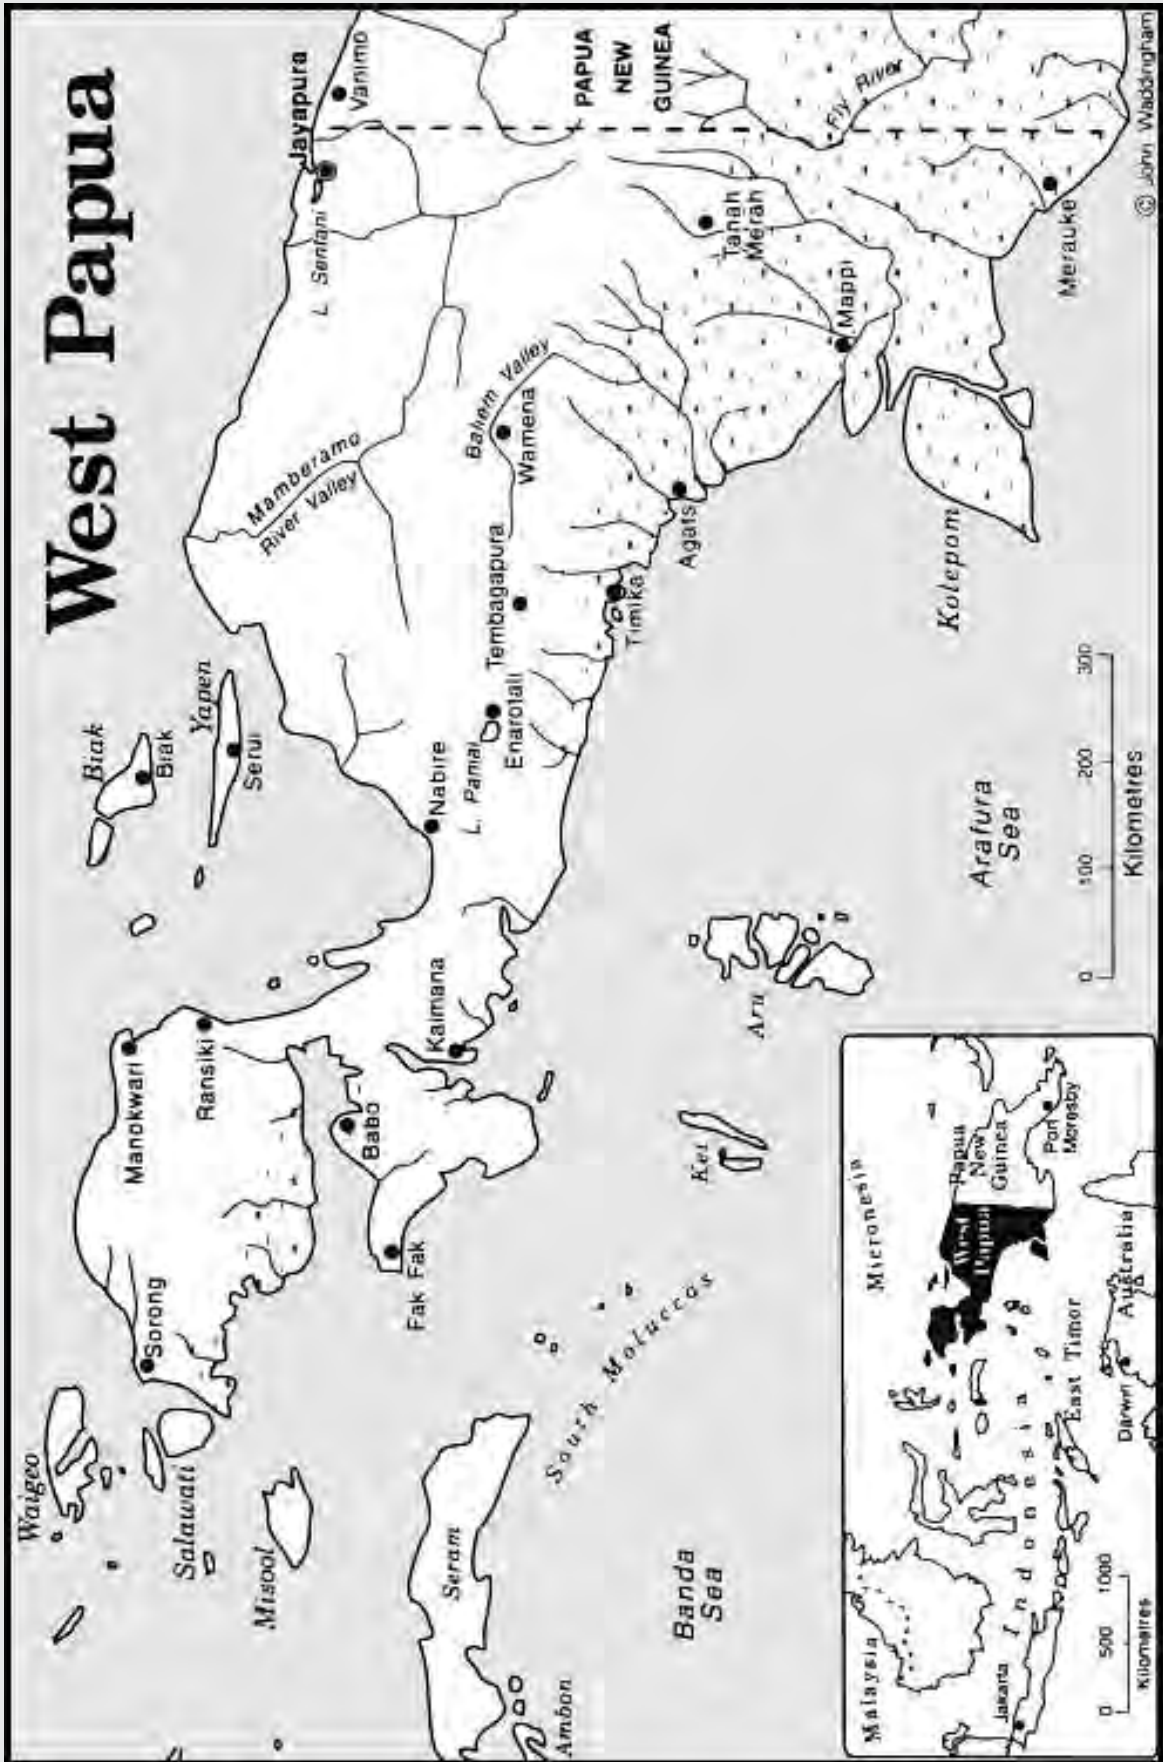 West Papua
Waigeo
Salawati
Misool
Sorong
Manokwari
Ransiki
Biak
Biak
Yapen
Serui
Mamberamo
River Valley
L. Sentani
Jayapura
Vanimo
PAPUA
NEW
GUINEA
Fak Fak
Babo
Kaimana
Nabire
L. Paniai
Enarotali
Tembagapura
Wamena
Baliem Valley
Timika
Agats
Tanah
Merah
Mappi
Fly River
Merauke
Kolepom
Seram
Ambon
South Moluccas
Banda
Sea
Kei
Aru
Arafura
Sea
0 100 200 300
Kilometres
Malaysia
Jakarta
Indonesia
East Timor
Darwin
Australia
Micronesia
West
Papua
Papua
New
Guinea
Port
Moresby
0 500 1000
Kilometres
© John Waddingham